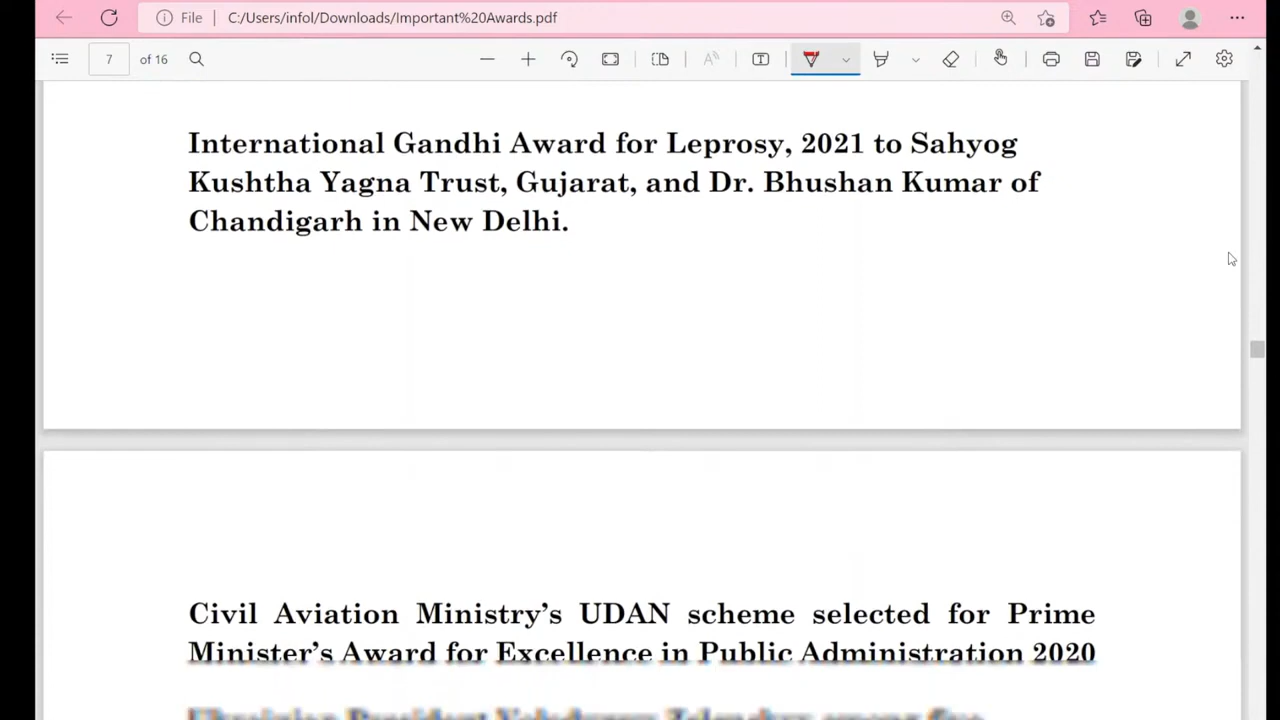 File
C:/Users/infol/Downloads/Important%20Awards.pdf
7 of 16
International Gandhi Award for Leprosy, 2021 to Sahyog
Kushtha Yagna Trust, Gujarat, and Dr. Bhushan Kumar of
Chandigarh in New Delhi.
Civil Aviation Ministry's UDAN scheme selected for Prime
Minister's Award for Excellence in Public Administration 2020